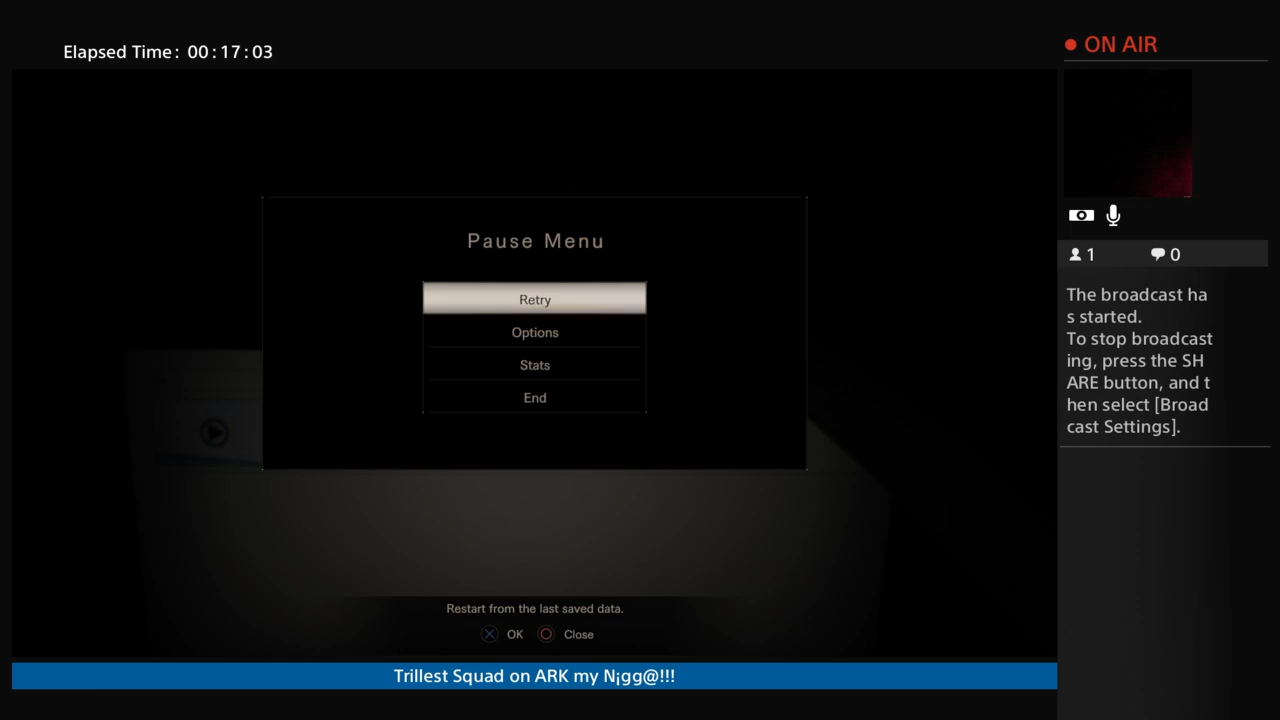 Elapsed Time: 00:17:03
ON AIR
1
0
The broadcast ha
s started.
To stop broadcast
ing, press the SH
ARE button, and t
hen select [Broad
cast Settings].
Pause Menu
Retry
Options
Stats
End
Restart from the last saved data.
OK
Close
Trillest Squad on ARK my N¡gg@!!!